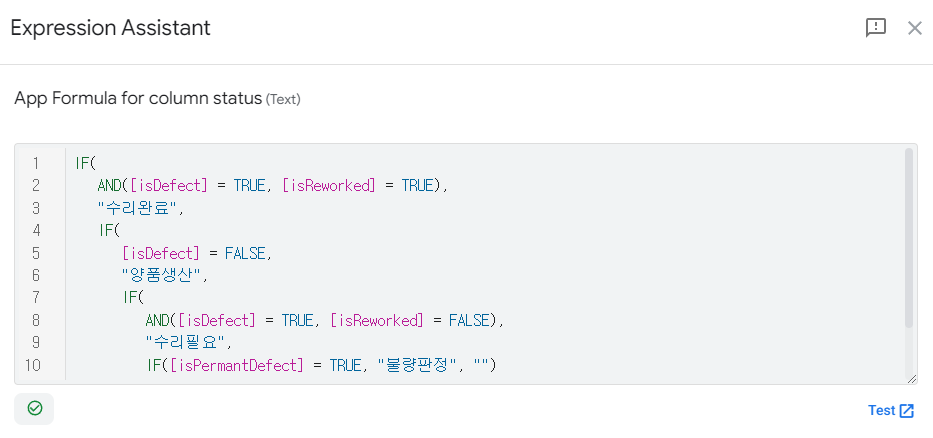 Expression Assistant
App Formula for column status (Text)
1 IF(
2 AND([isDefect] = TRUE, [isReworked] = TRUE),
3 "수리완료",
4 IF(
5 [isDefect] = FALSE,
6 "양품생산",
7 IF(
8 AND([isDefect] = TRUE, [isReworked] = FALSE),
9 "수리필요",
10 IF([isPermantDefect] = TRUE, "불량판정", "")
Test